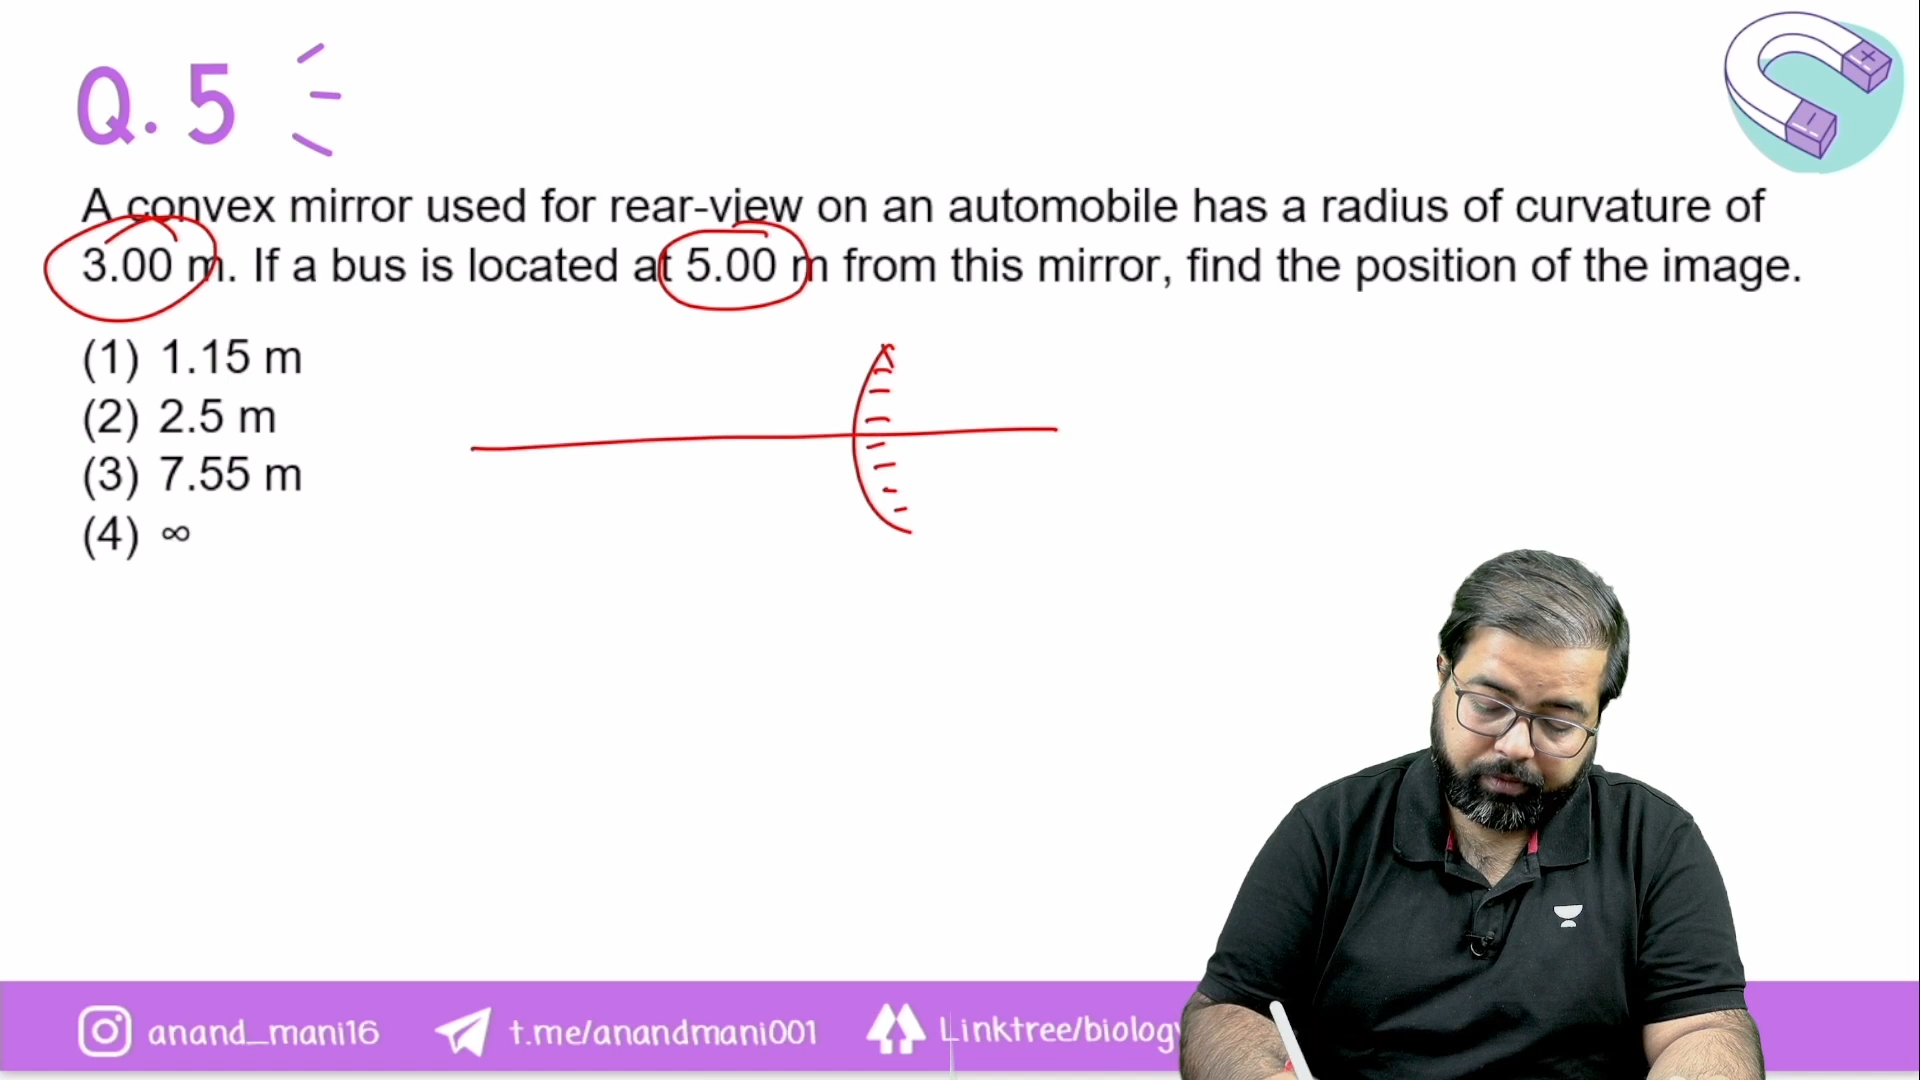 Q. 5
A convex mirror used for rear-view on an automobile has a radius of curvature of
3.00 m. If a bus is located at 5.00 m from this mirror, find the position of the image.
(1) 1.15 m
(2) 2.5 m
(3) 7.55 m
(4) ∞
anand_mani16
t.me/anandmani001
Linktree/biology